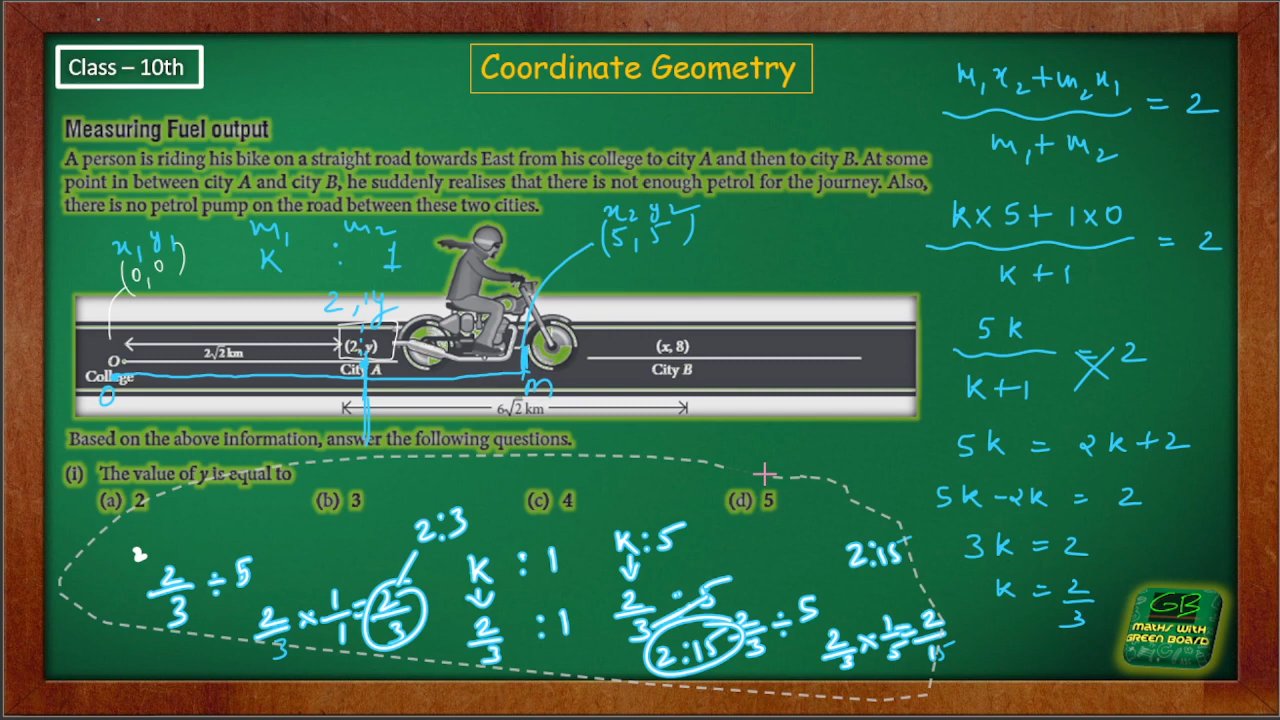 Class – 10th
Coordinate Geometry
Measuring Fuel output
A person is riding his bike on a straight road towards East from his college to city A and then to city B. At some
point in between city A and city B, he suddenly realises that there is not enough petrol for the journey. Also,
there is no petrol pump on the road between these two cities.
x₁ y₁
(0,0)
m₁ m₂
K : 1
2, y
x₂ y₂
(5, 5)
O
College
2√2 km
(2, y)
City A
(x, 8)
City B
O
m
6√2 km
Based on the above information, answer the following questions.
(i) The value of y is equal to
(a) 2 (b) 3 (c) 4 (d) 5
2/3 ÷ 5
2/3 × 1/1 = 2/3
2:3
K : 1
2/3 : 1
K:5
2/3 : 5
2:15
2/3 ÷ 5
2:15
2/3 × 1/5 = 2/15
(m₁x₂ + m₂x₁)/(m₁ + m₂) = 2
(k×5 + 1×0)/(k+1) = 2
5k/(k+1) = 2
5k = 2k+2
5k-2k = 2
3k = 2
k = 2/3
GB
MATHS WITH
GREEN BOARD